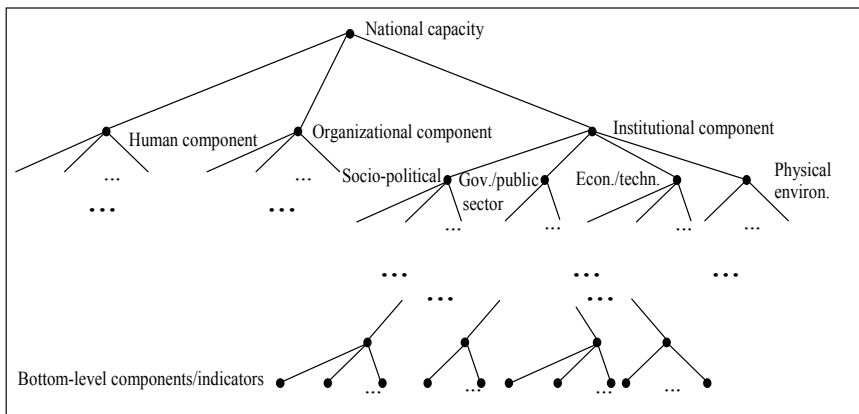 National capacity
Human component
Organizational component
Institutional component
Socio-political
Gov./public
sector
Econ./techn.
Physical
environ.
...
...
...
...
...
...
...
...
...
...
...
...
...
...
Bottom-level components/indicators
...
...
...
...